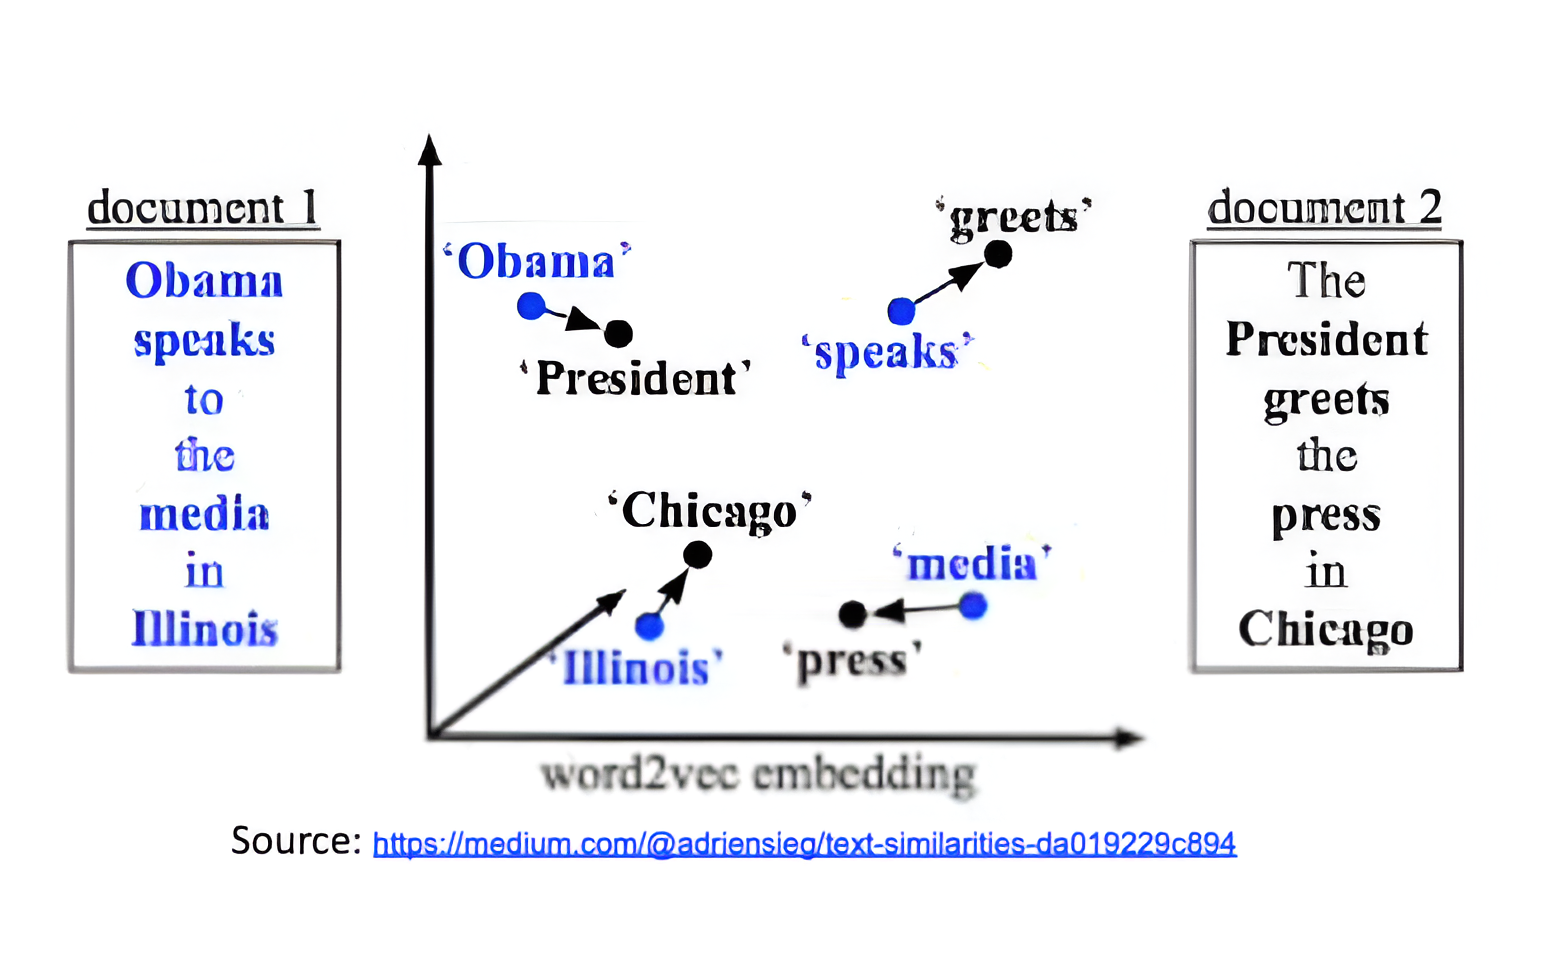 document 1
Obama
speaks
to
the
media
in
Illinois
‘Obama’
‘President’
‘greets’
‘speaks’
‘Chicago’
‘Illinois’
‘media’
‘press’
word2vec embedding
document 2
The
President
greets
the
press
in
Chicago
Source: https://medium.com/@adriensieg/text-similarities-da019229c894